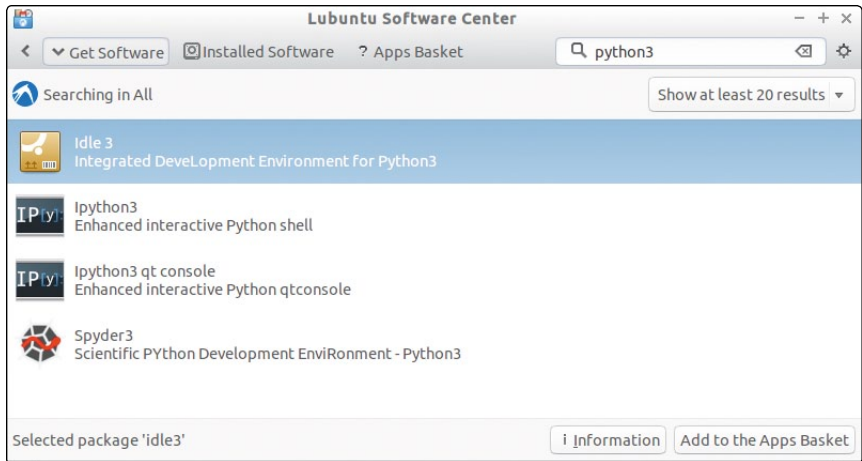 Lubuntu Software Center
Get Software Installed Software ? Apps Basket python3
Searching in All Show at least 20 results
Idle 3
Integrated DeveLopment Environment for Python3
IP[y]:
Ipython3
Enhanced interactive Python shell
IP[y]:
Ipython3 qt console
Enhanced interactive Python qtconsole
Spyder3
Scientific PYthon Development EnviRonment - Python3
Selected package 'idle3' i Information Add to the Apps Basket